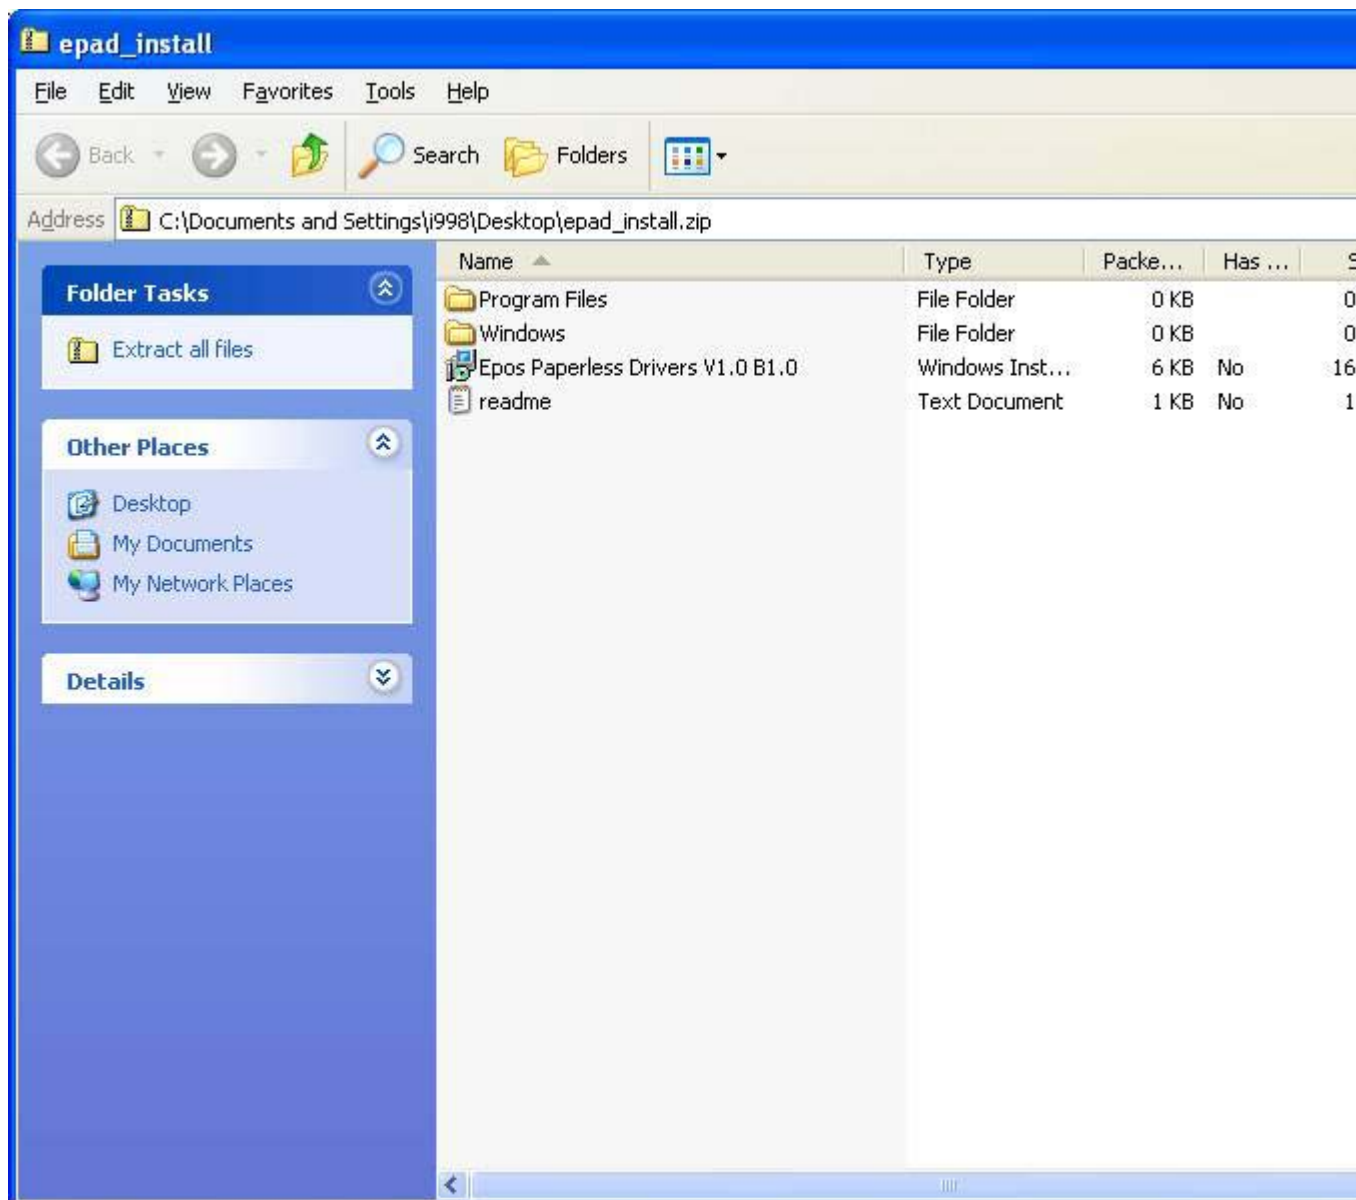 epad_install
File Edit View Favorites Tools Help
Back Search Folders
Address C:\Documents and Settings\i998\Desktop\epad_install.zip
Name Type Packe... Has ... S
Folder Tasks
Extract all files
Other Places
Desktop
My Documents
My Network Places
Details
Program Files File Folder 0 KB 0
Windows File Folder 0 KB 0
Epos Paperless Drivers V1.0 B1.0 Windows Inst... 6 KB No 16
readme Text Document 1 KB No 1